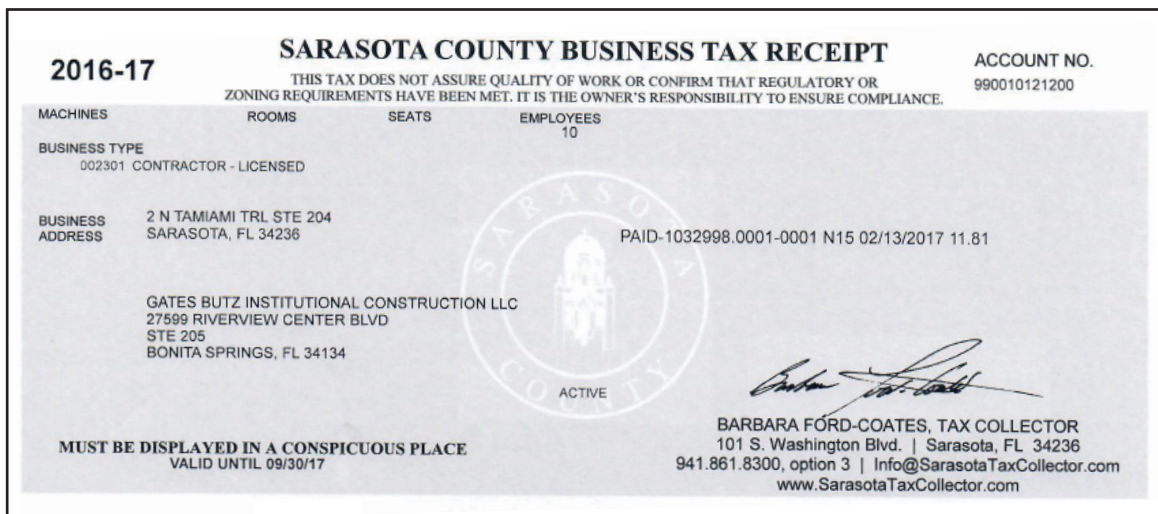 2016-17
SARASOTA COUNTY BUSINESS TAX RECEIPT
THIS TAX DOES NOT ASSURE QUALITY OF WORK OR CONFIRM THAT REGULATORY OR
ZONING REQUIREMENTS HAVE BEEN MET. IT IS THE OWNER'S RESPONSIBILITY TO ENSURE COMPLIANCE.
ACCOUNT NO.
990010121200
MACHINES ROOMS SEATS EMPLOYEES
10
BUSINESS TYPE
002301 CONTRACTOR - LICENSED
BUSINESS ADDRESS
2 N TAMIAMI TRL STE 204
SARASOTA, FL 34236
PAID-1032998.0001-0001 N15 02/13/2017 11.81
GATES BUTZ INSTITUTIONAL CONSTRUCTION LLC
27599 RIVERVIEW CENTER BLVD
STE 205
BONITA SPRINGS, FL 34134
SARASOTA
COUNTY
ACTIVE
MUST BE DISPLAYED IN A CONSPICUOUS PLACE
VALID UNTIL 09/30/17
BARBARA FORD-COATES, TAX COLLECTOR
101 S. Washington Blvd. | Sarasota, FL 34236
941.861.8300, option 3 | Info@SarasotaTaxCollector.com
www.SarasotaTaxCollector.com